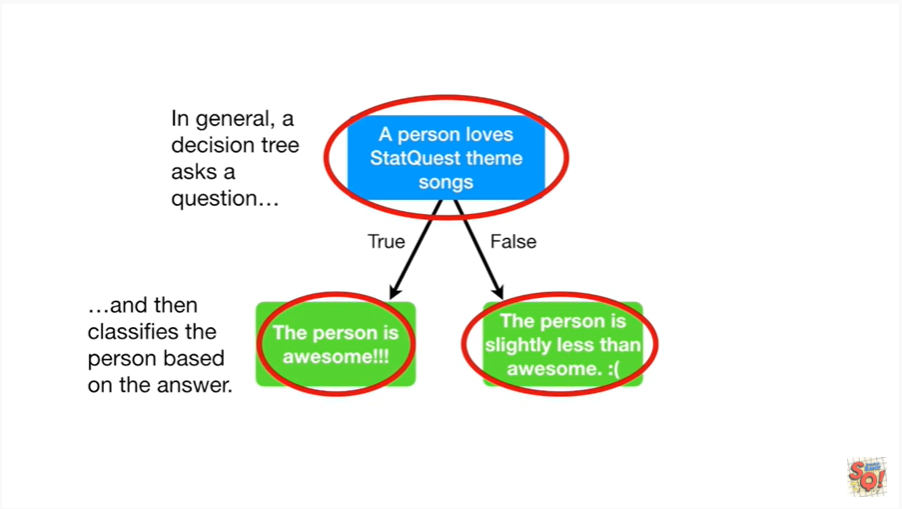 In general, a
decision tree
asks a
question…
A person loves
StatQuest theme
songs
True
False
…and then
classifies the
person based
on the answer.
The person is
awesome!!!
The person is
slightly less than
awesome. :(
SQ!